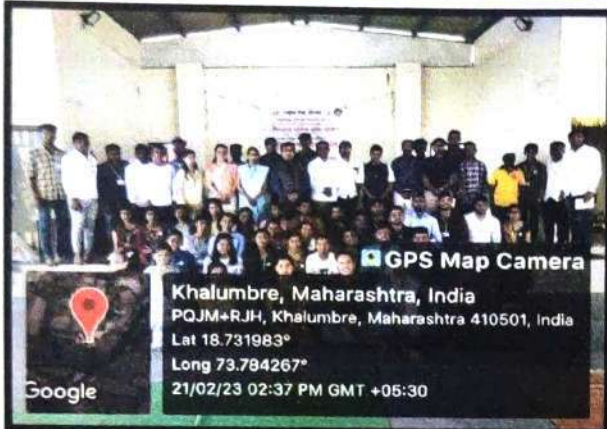 GPS Map Camera
Khalumbre, Maharashtra, India
PQJM+RJH, Khalumbre, Maharashtra 410501, India
Lat 18.731983°
Long 73.784267°
21/02/23 02:37 PM GMT +05:30
Google